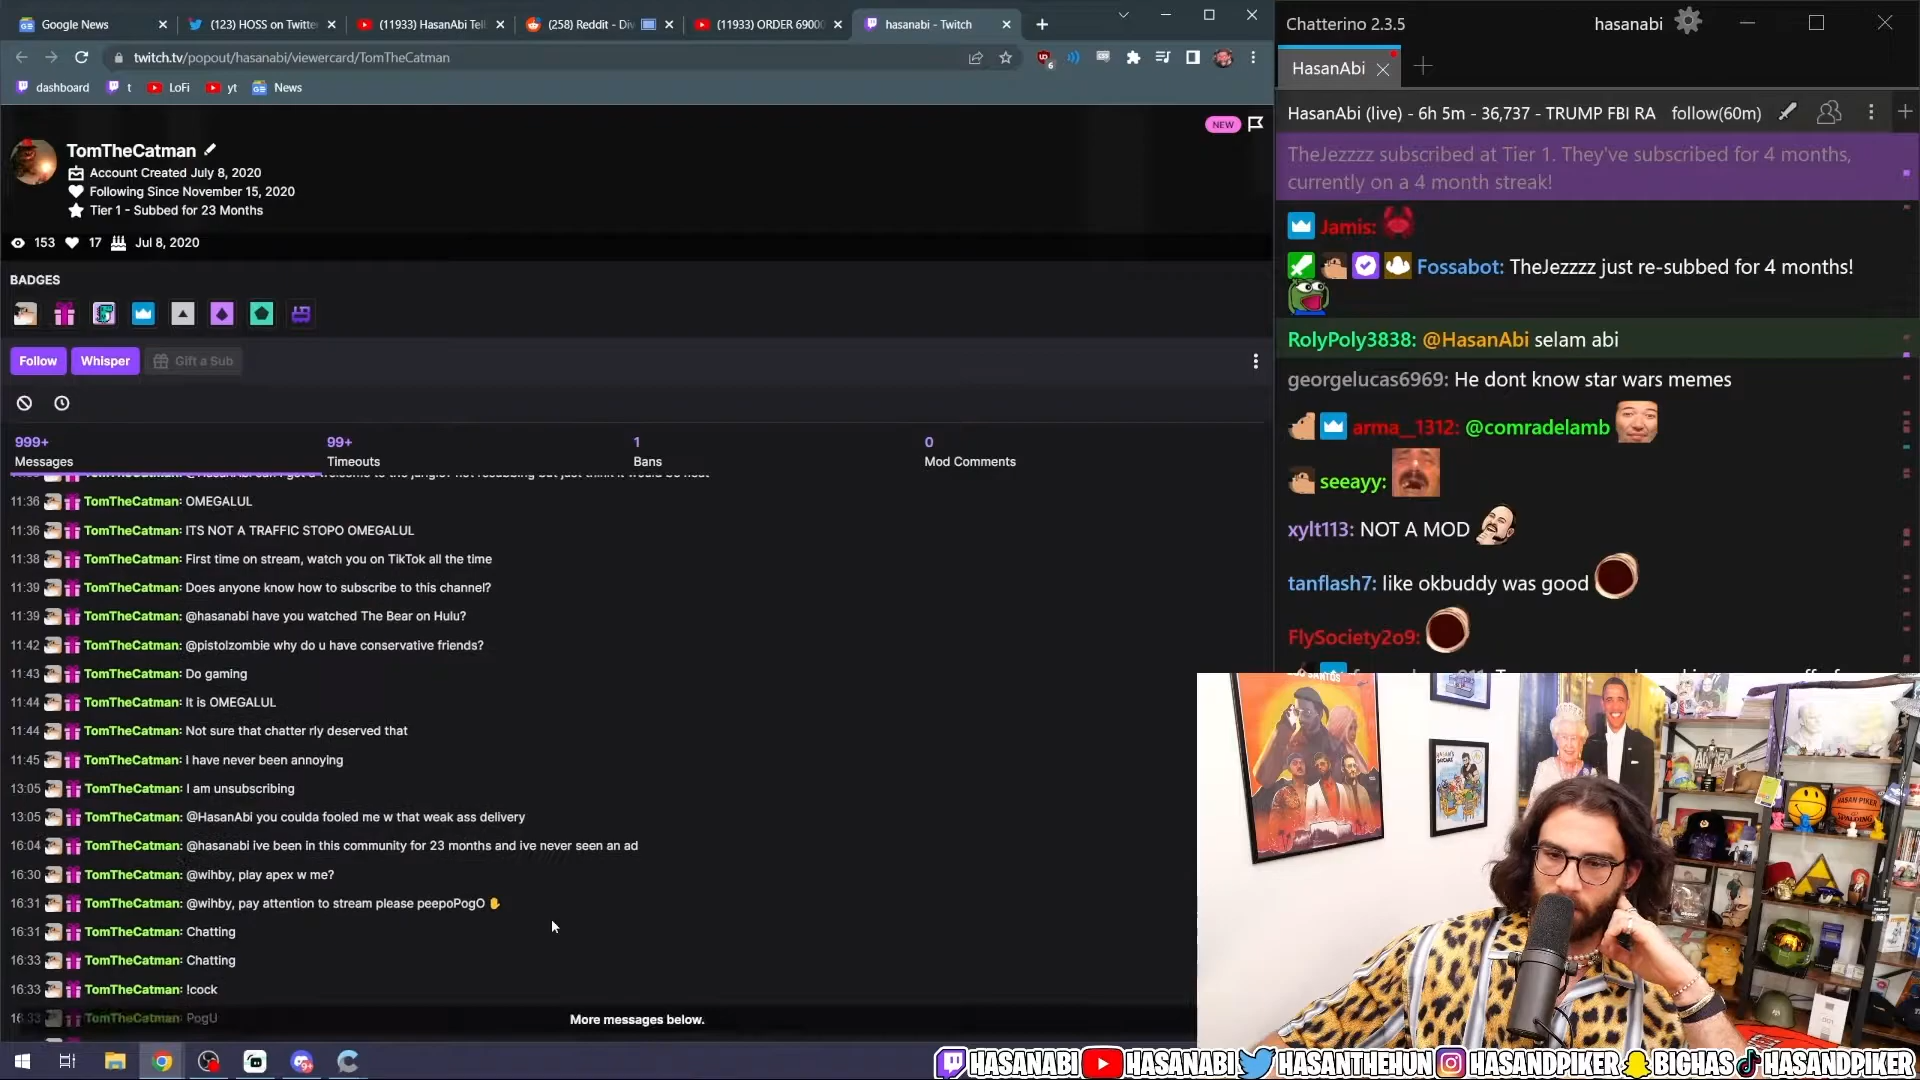 Google News
(123) HOSS on Twitte
(11933) HasanAbi Tel
(258) Reddit - Div
(11933) ORDER 6900
hasanabi - Twitch
twitch.tv/popout/hasanabi/viewercard/TomTheCatman
6
dashboard
t
LoFi
yt
News
NEW
TomTheCatman
Account Created July 8, 2020
Following Since November 15, 2020
Tier 1 - Subbed for 23 Months
153
17
Jul 8, 2020
BADGES
Follow
Whisper
Gift a Sub
999+
Messages
99+
Timeouts
1
Bans
0
Mod Comments
11:36 TomTheCatman: OMEGALUL
11:36 TomTheCatman: ITS NOT A TRAFFIC STOPO OMEGALUL
11:38 TomTheCatman: First time on stream, watch you on TikTok all the time
11:39 TomTheCatman: Does anyone know how to subscribe to this channel?
11:39 TomTheCatman: @hasanabi have you watched The Bear on Hulu?
11:42 TomTheCatman: @pistolzombie why do u have conservative friends?
11:43 TomTheCatman: Do gaming
11:44 TomTheCatman: It is OMEGALUL
11:44 TomTheCatman: Not sure that chatter rly deserved that
11:45 TomTheCatman: I have never been annoying
13:05 TomTheCatman: I am unsubscribing
13:05 TomTheCatman: @HasanAbi you coulda fooled me w that weak ass delivery
16:04 TomTheCatman: @hasanabi ive been in this community for 23 months and ive never seen an ad
16:30 TomTheCatman: @wihby, play apex w me?
16:31 TomTheCatman: @wihby, pay attention to stream please peepoPogO ✋
16:31 TomTheCatman: Chatting
16:33 TomTheCatman: Chatting
16:33 TomTheCatman: !cock
16:33 TomTheCatman: PogU
More messages below.
Chatterino 2.3.5
hasanabi
HasanAbi
HasanAbi (live) - 6h 5m - 36,737 - TRUMP FBI RA
follow(60m)
TheJezzzz subscribed at Tier 1. They've subscribed for 4 months,
currently on a 4 month streak!
Jamis:
Fossabot: TheJezzzz just re-subbed for 4 months!
RolyPoly3838: @HasanAbi selam abi
georgelucas6969: He dont know star wars memes
arma__1312: @comradelamb
seeayy:
xylt113: NOT A MOD
tanflash7: like okbuddy was good
FlySociety2o9:
SANTOS
HASAN PIKER
SPALDING
HASANABI
HASANABI
HASANTHEHUN
HASANDPIKER
BIGHAS
HASANDPIKER